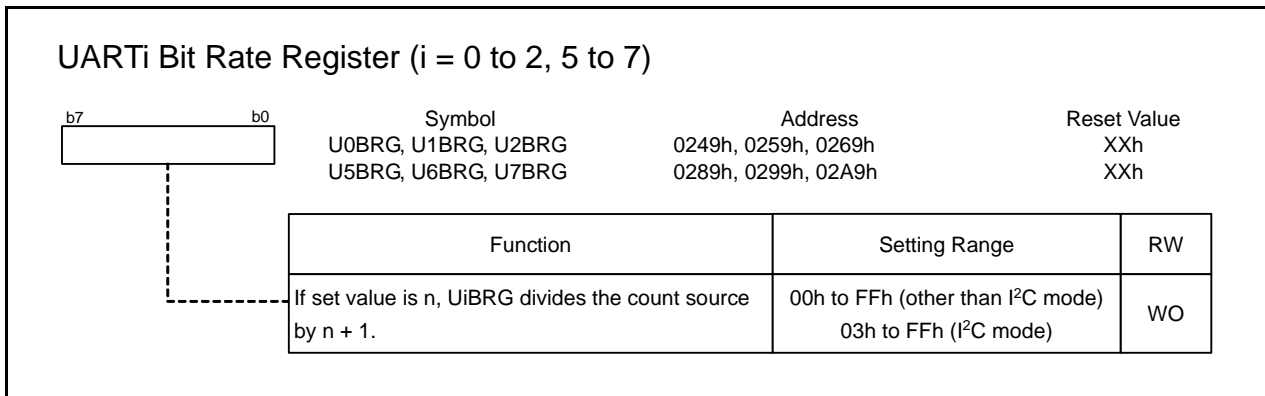 UARTi Bit Rate Register (i = 0 to 2, 5 to 7)
b7 b0 Symbol Address Reset Value
U0BRG, U1BRG, U2BRG 0249h, 0259h, 0269h XXh
U5BRG, U6BRG, U7BRG 0289h, 0299h, 02A9h XXh
Function Setting Range RW
If set value is n, UiBRG divides the count source 00h to FFh (other than I²C mode) WO
by n + 1. 03h to FFh (I²C mode)